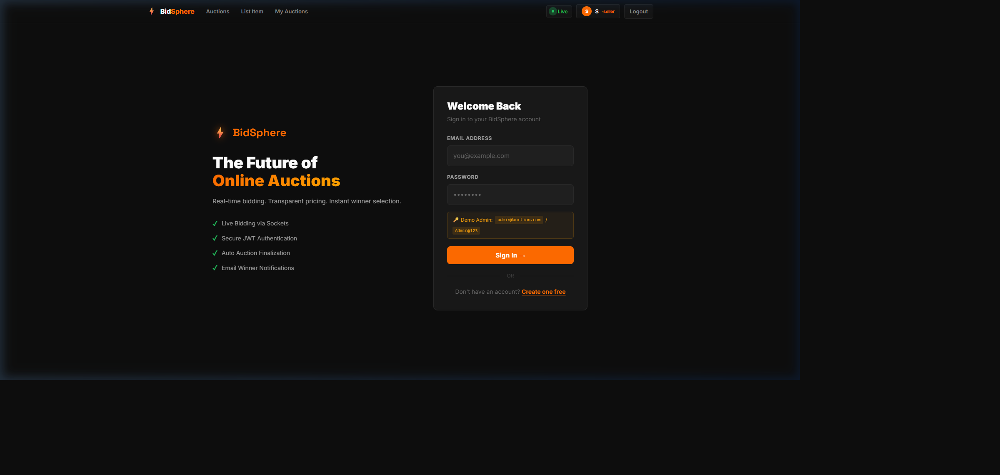 BidSphere Auctions List Item My Auctions Live S S ·seller Logout
BidSphere
The Future of
Online Auctions
Real-time bidding. Transparent pricing. Instant winner selection.
✓ Live Bidding via Sockets
✓ Secure JWT Authentication
✓ Auto Auction Finalization
✓ Email Winner Notifications
Welcome Back
Sign in to your BidSphere account
EMAIL ADDRESS
you@example.com
PASSWORD
••••••••
🔑 Demo Admin: admin@auction.com /
Admin@123
Sign In →
OR
Don't have an account? Create one free